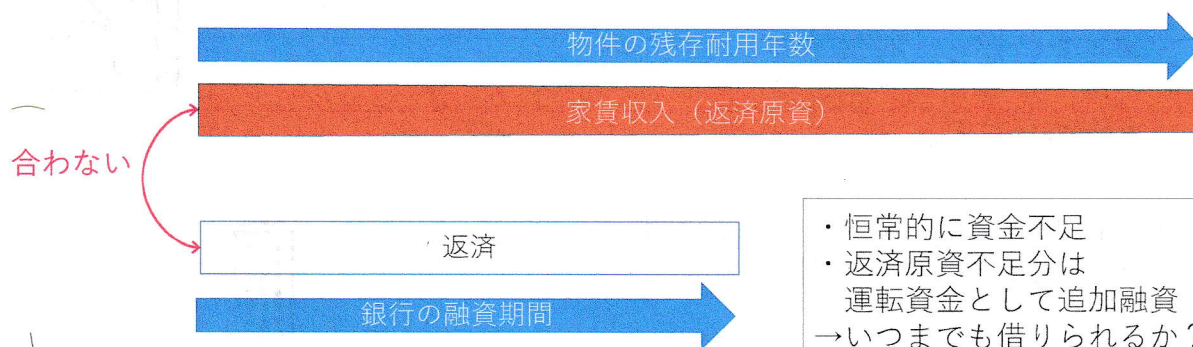 物件の残存耐用年数
家賃収入（返済原資）
合わない
返済
銀行の融資期間
・恒常的に資金不足
・返済原資不足分は
運転資金として追加融資
→いつまでも借りられるか？